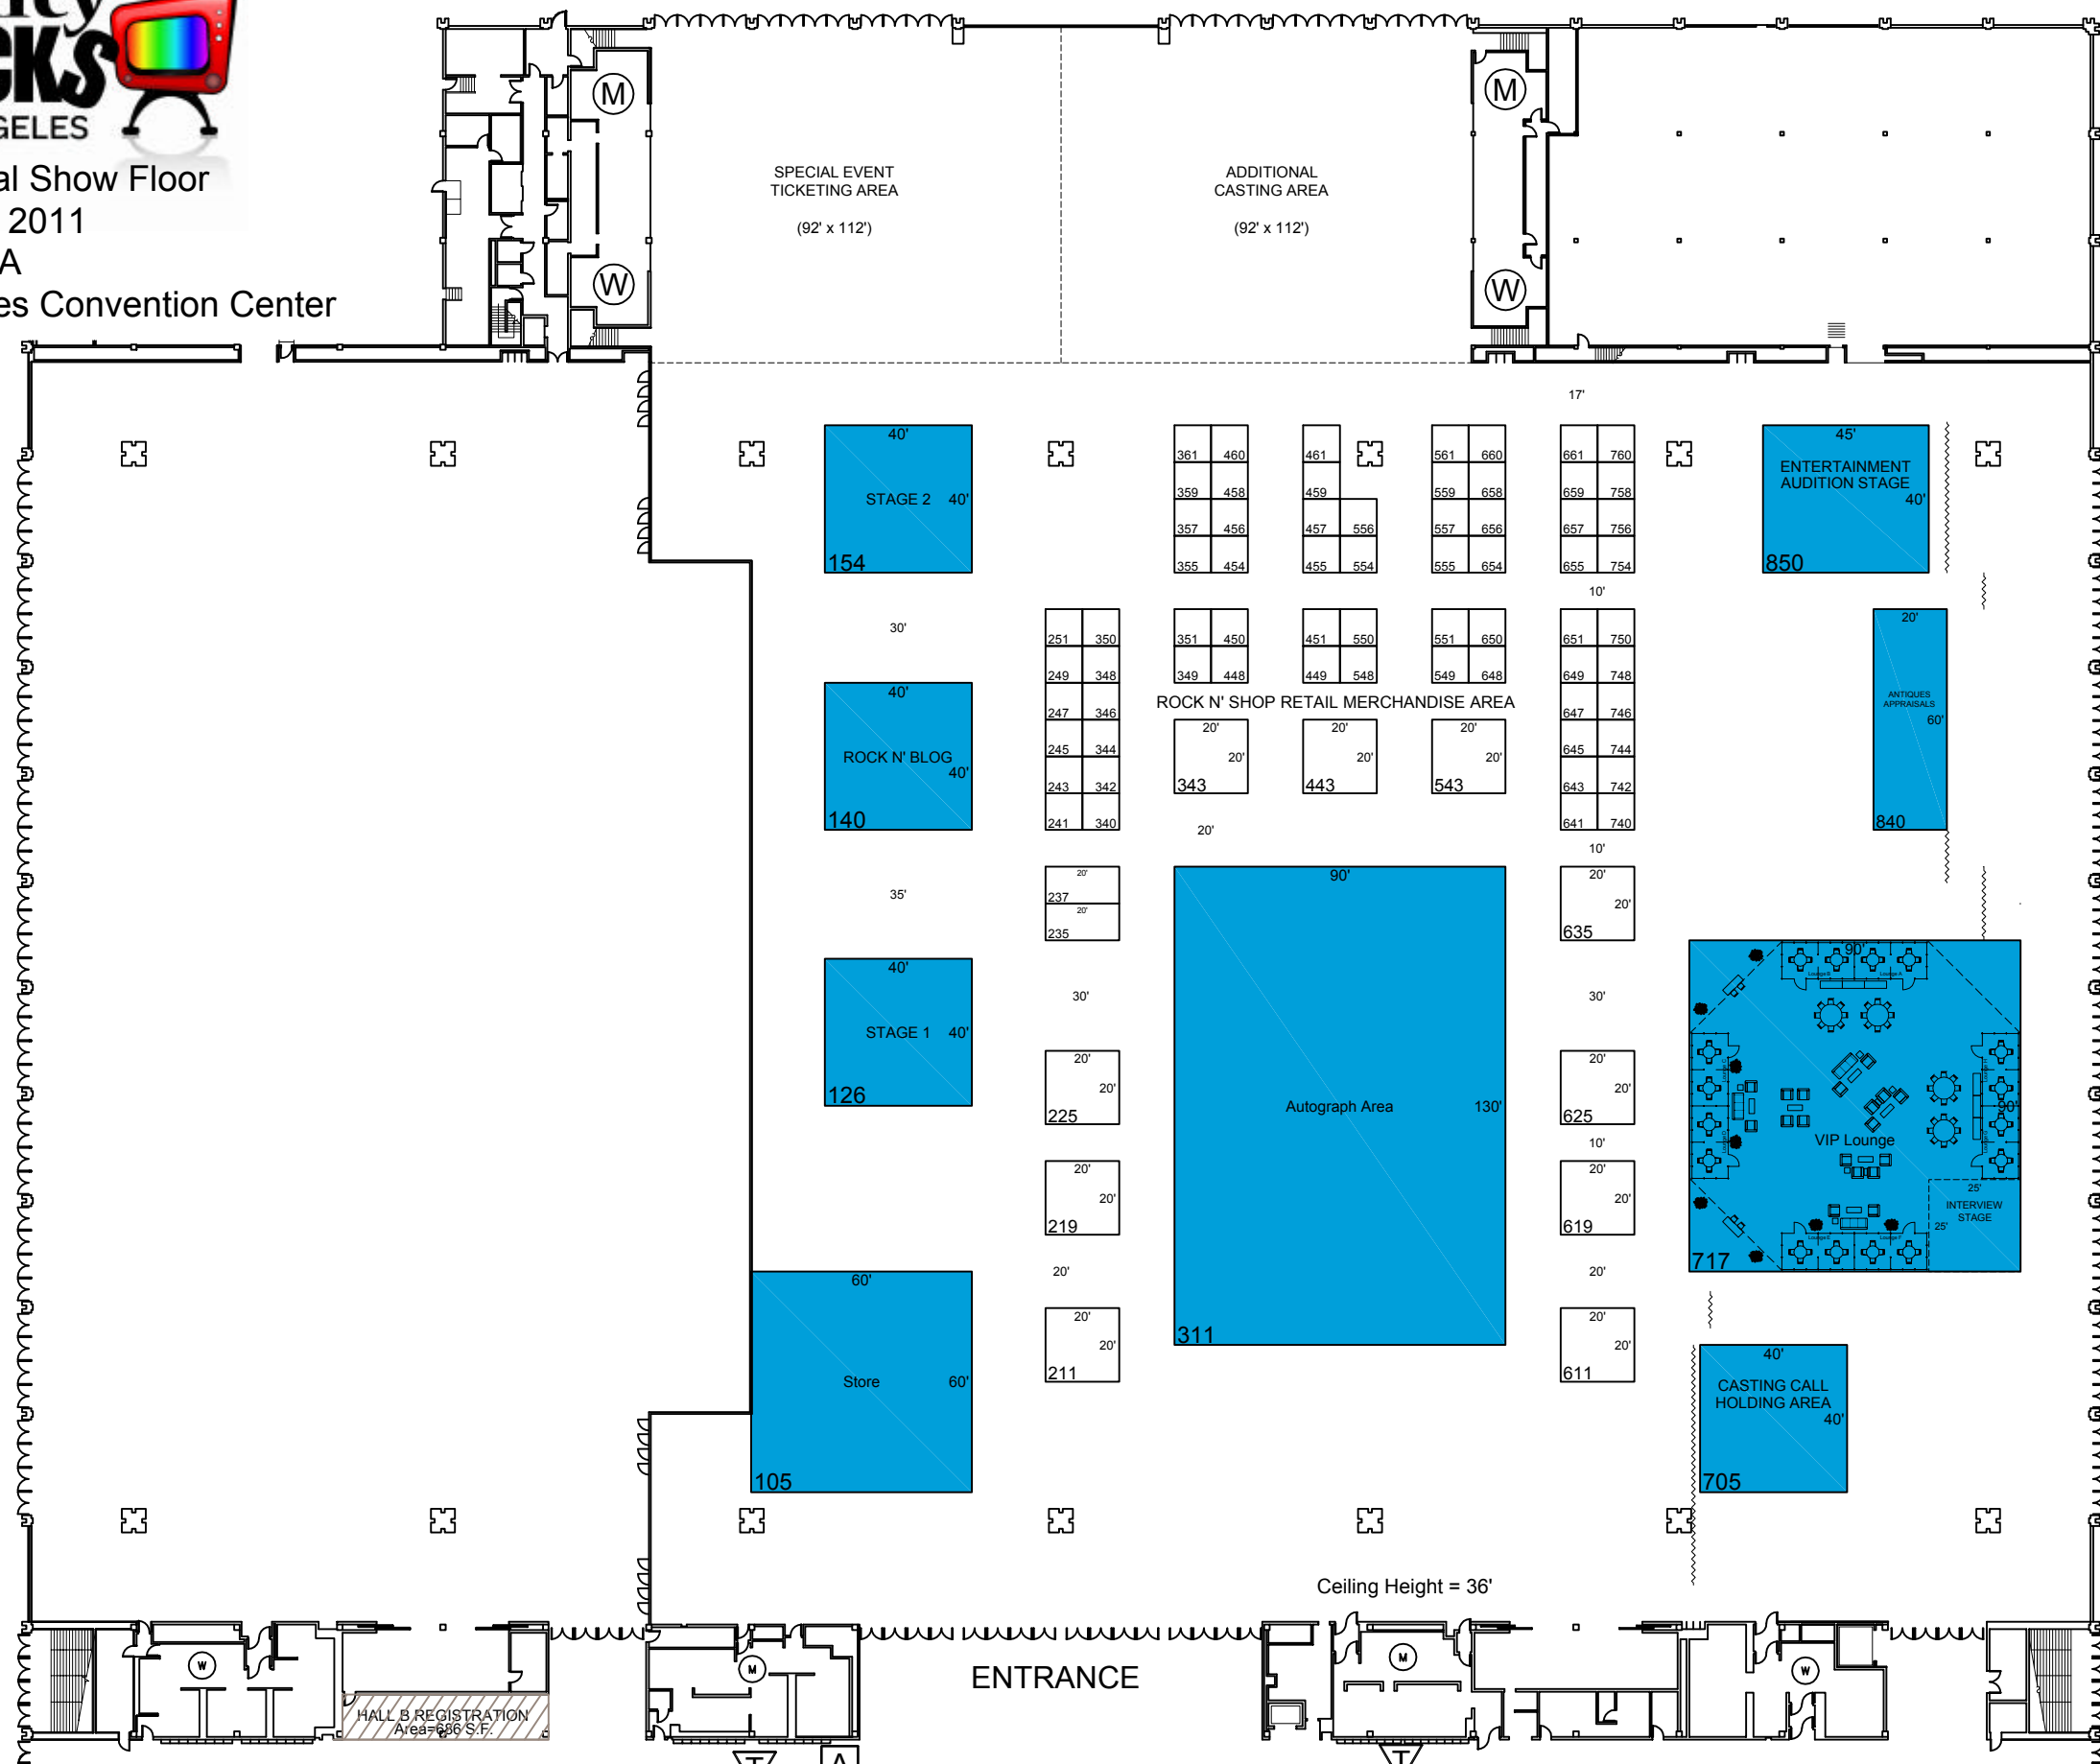 GELES
al Show Floor
2011
A
es Convention Center
M
W
SPECIAL EVENT
TICKETING AREA
(92' x 112')
ADDITIONAL
CASTING AREA
(92' x 112')
M
W
17'
40'
STAGE 2 40'
154
361 460
359 458
357 456
355 454
461
459
457 556
455 554
561 660
559 658
557 656
555 654
661 760
659 758
657 756
655 754
45'
ENTERTAINMENT
AUDITION STAGE
40'
850
10'
30'
251 350
249 348
247 346
245 344
243 342
241 340
351 450
349 448
451 550
449 548
551 650
549 648
651 750
649 748
647 746
645 744
643 742
641 740
20'
ANTIQUES
APPRAISALS
60'
840
ROCK N' SHOP RETAIL MERCHANDISE AREA
40'
ROCK N' BLOG
40'
140
20'
20'
343
20'
20'
443
20'
20'
543
20'
10'
35'
20'
237
20'
235
90'
Autograph Area 130'
311
20'
20'
635
40'
STAGE 1 40'
126
30'
30'
20'
20'
225
20'
20'
625
10'
20'
20'
219
20'
20'
619
20'
20'
20'
20'
211
20'
20'
611
90'
Lounge B Lounge A
90'
VIP Lounge
25'
INTERVIEW
STAGE
25'
Lounge E Lounge F
717
60'
Store 60'
105
40'
CASTING CALL
HOLDING AREA
40'
705
Ceiling Height = 36'
ENTRANCE
W
HALL B REGISTRATION
Area=686 S.F.
M
M
W
T
A
T